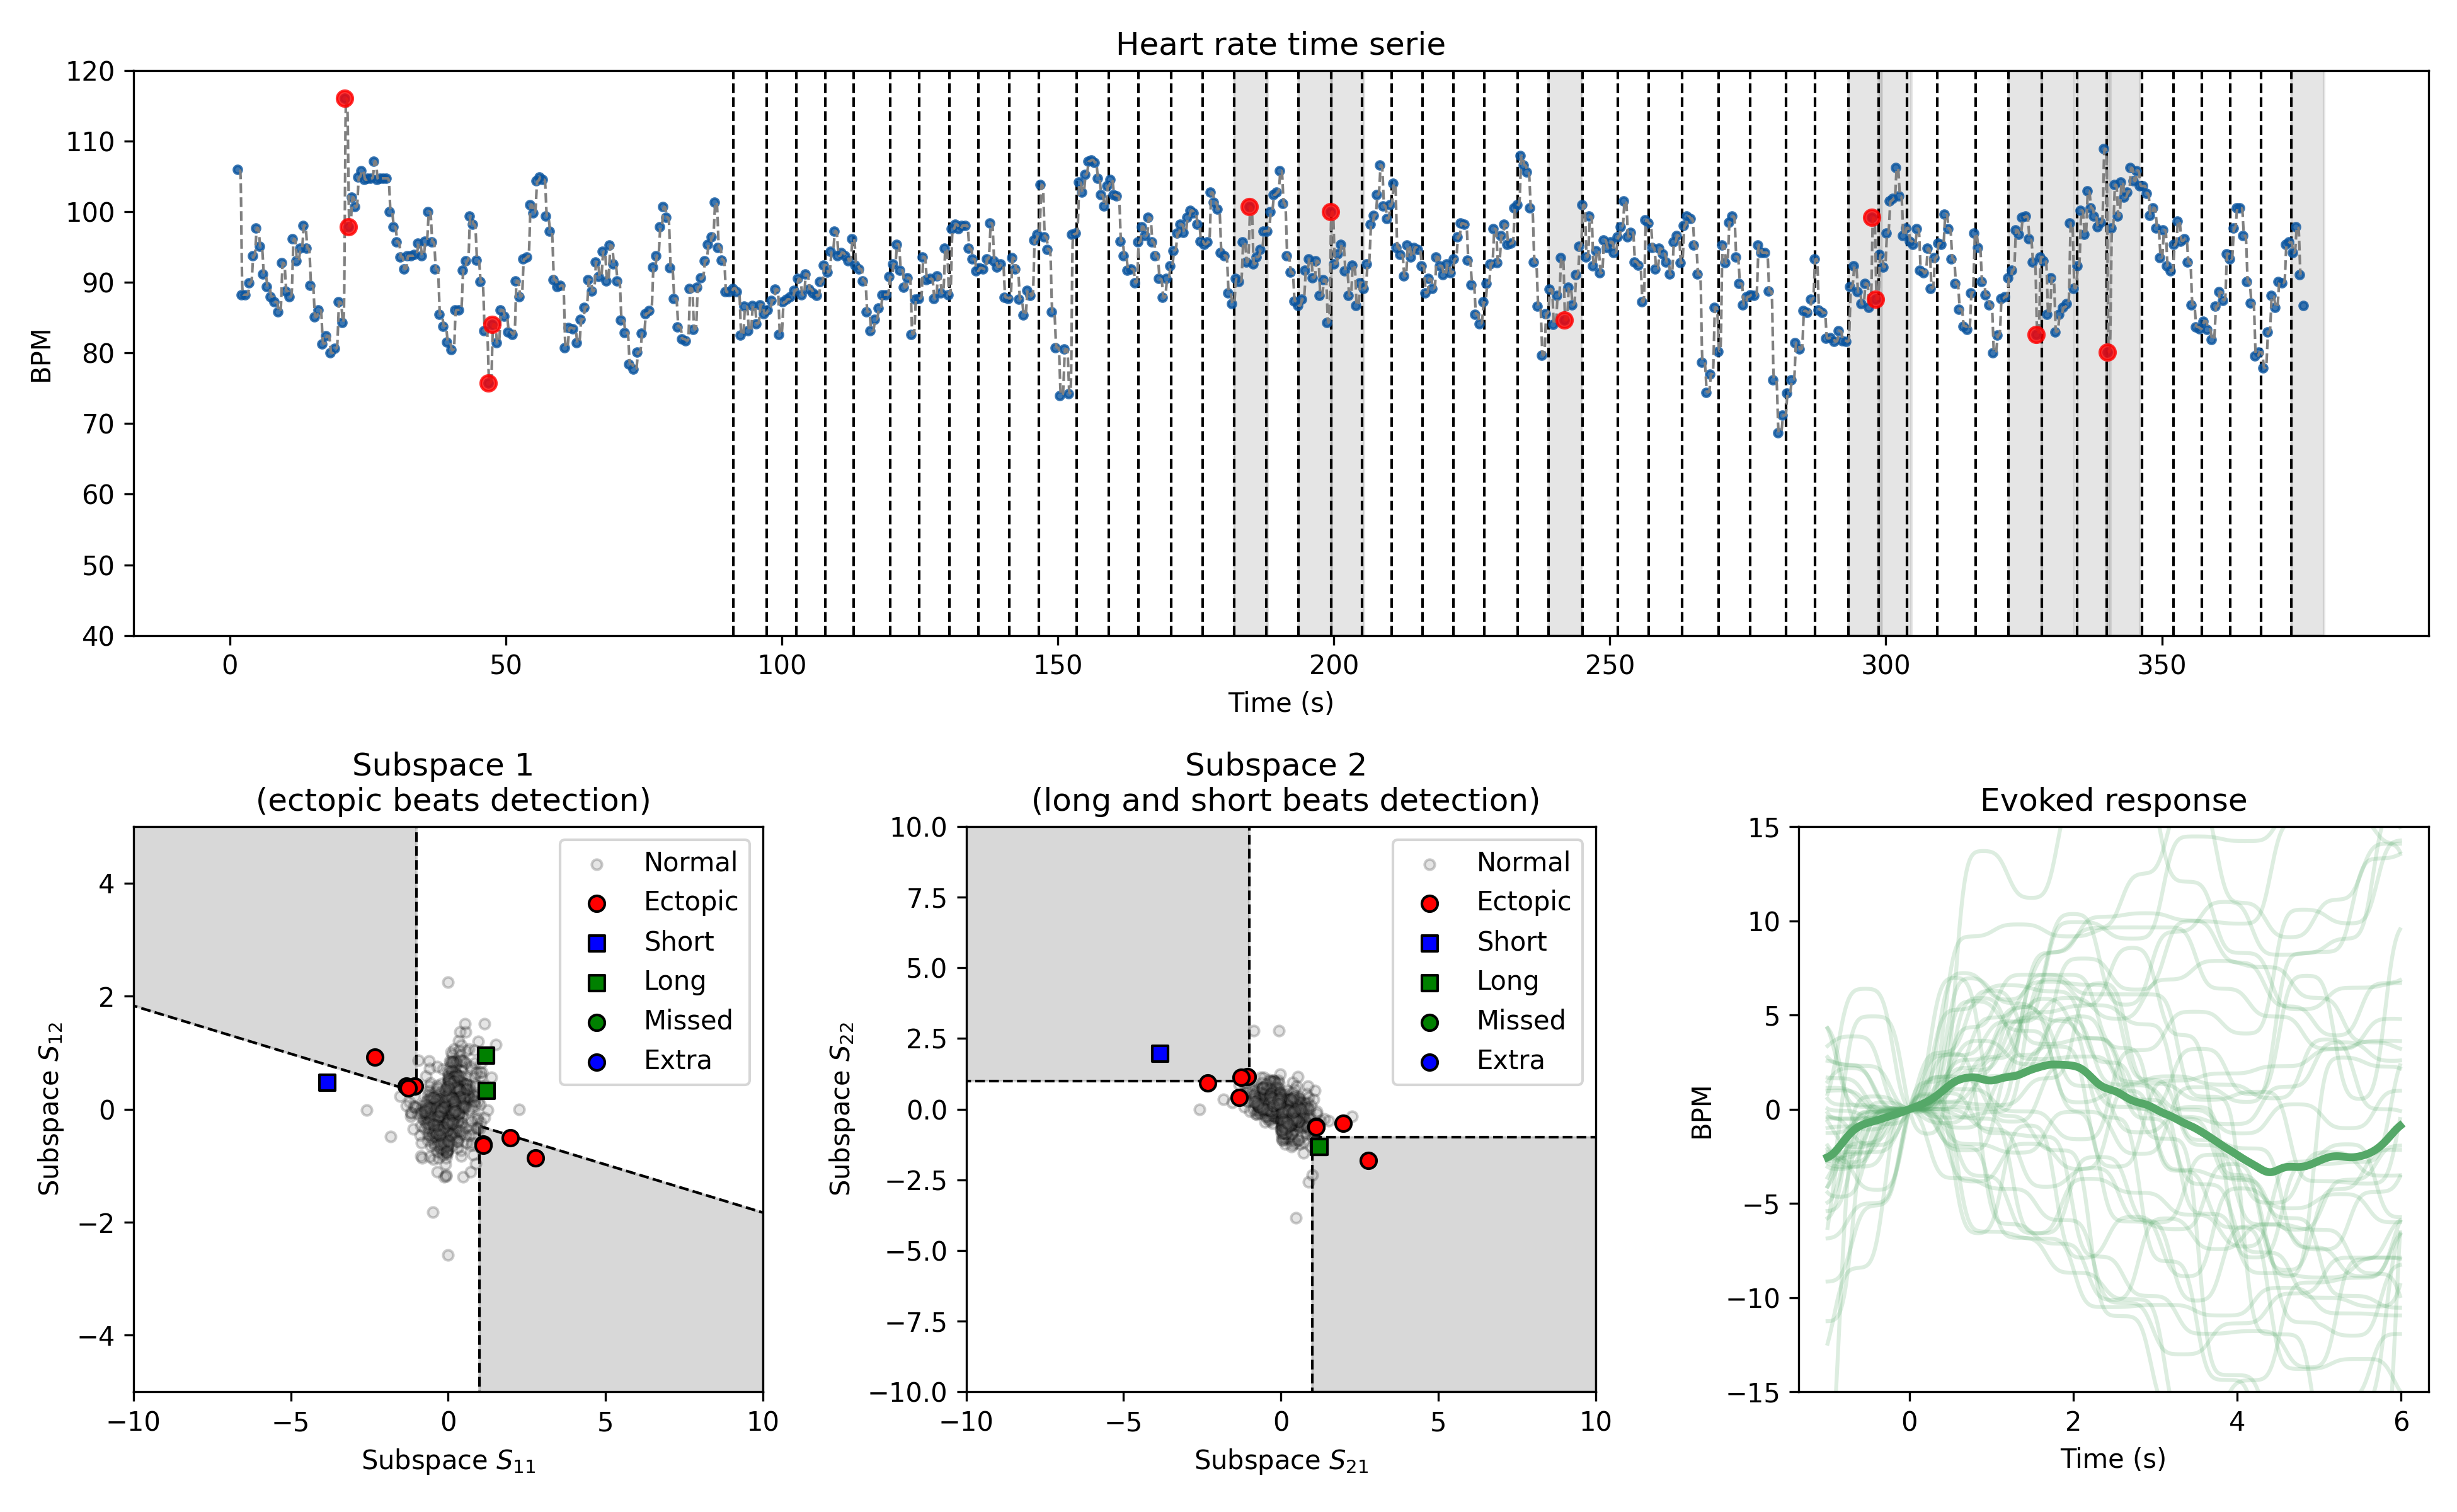 Heart rate time serie
120
110
100
90
80
70
60
50
40
BPM
0 50 100 150 200 250 300 350
Time (s)
Subspace 1
(ectopic beats detection)
4
2
0
−2
−4
Subspace S12
Normal
Ectopic
Short
Long
Missed
Extra
−10 −5 0 5 10
Subspace S11
Subspace 2
(long and short beats detection)
10.0
7.5
5.0
2.5
0.0
−2.5
−5.0
−7.5
−10.0
Subspace S22
Normal
Ectopic
Short
Long
Missed
Extra
−10 −5 0 5 10
Subspace S21
Evoked response
15
10
5
0
−5
−10
−15
BPM
0 2 4 6
Time (s)